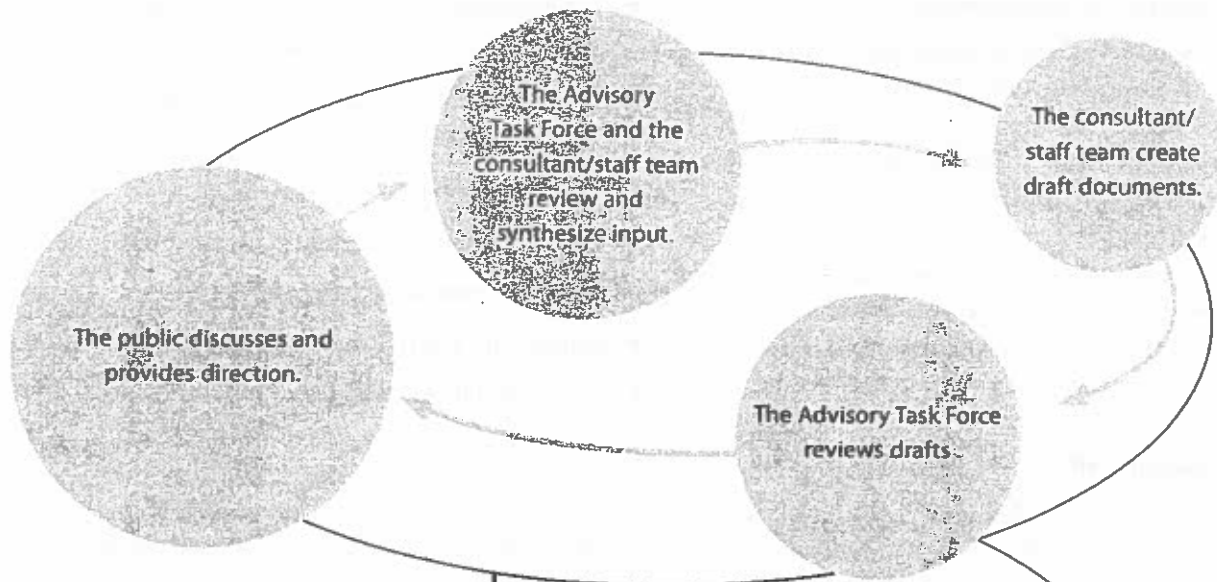 The public discusses and
provides direction.
The Advisory
Task Force and the
consultant/staff team
review and
synthesize input.
The consultant/
staff team create
draft documents.
The Advisory Task Force
reviews drafts.